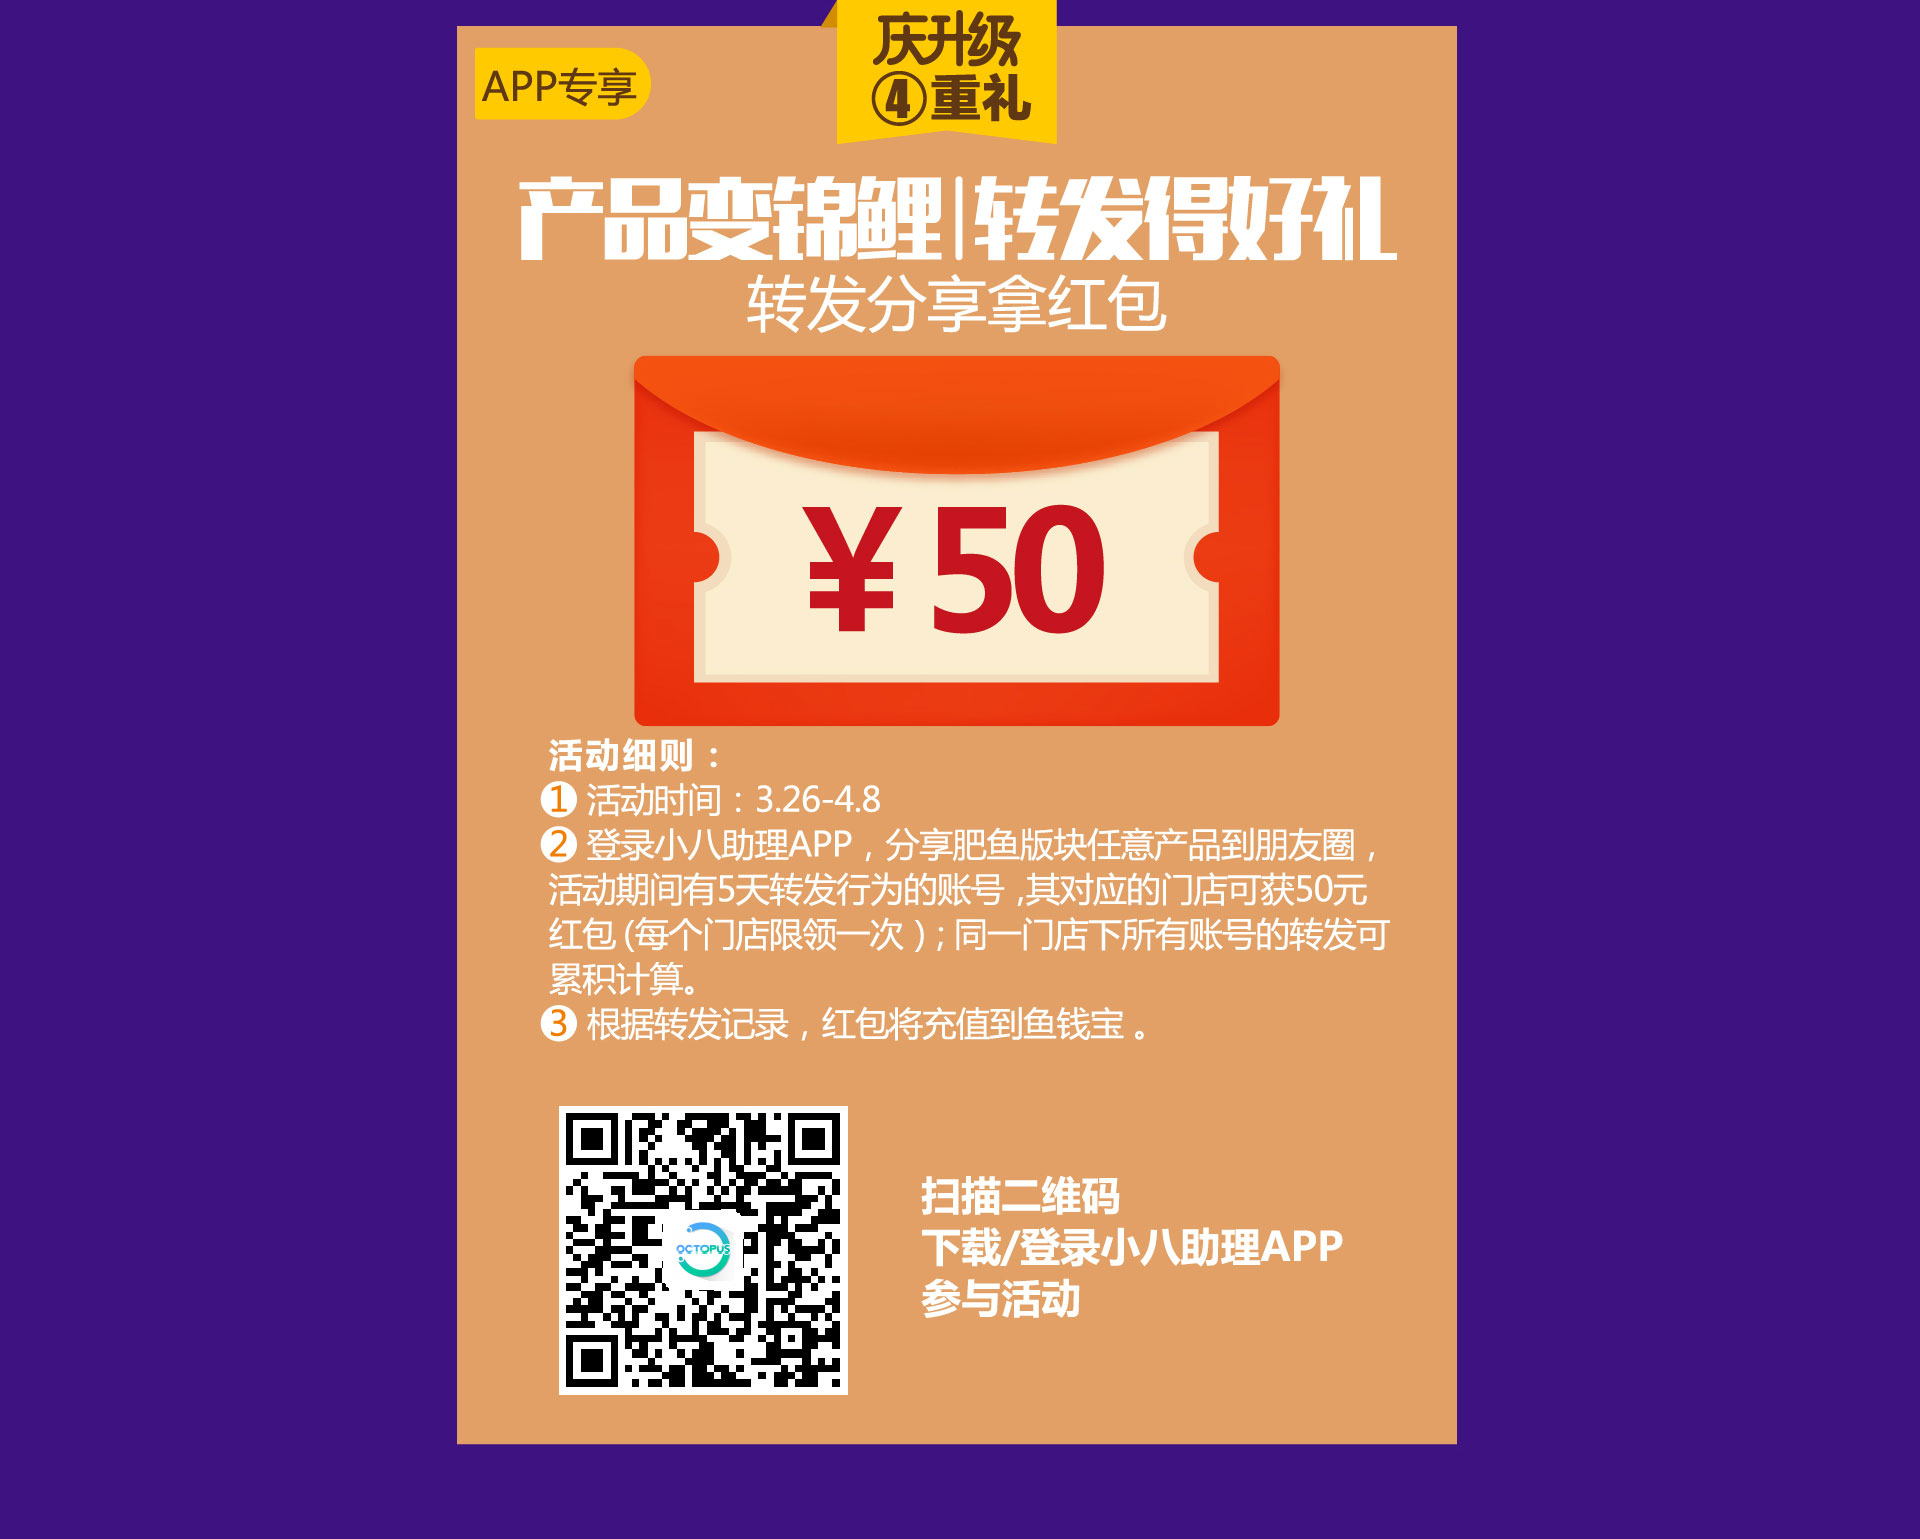 庆升级
④重礼
APP专享
产品变锦鲤|转发得好礼
转发分享拿红包
¥50
活动细则：
1 活动时间：3.26-4.8
2 登录小八助理APP，分享肥鱼版块任意产品到朋友圈，
活动期间有5天转发行为的账号,其对应的门店可获50元
红包(每个门店限领一次)；同一门店下所有账号的转发可
累积计算。
3 根据转发记录，红包将充值到鱼钱宝。
OCTOPUS
扫描二维码
下载/登录小八助理APP
参与活动